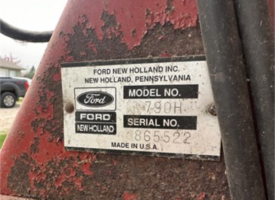 FORD NEW HOLLAND INC.
NEW HOLLAND, PENNSYLVANIA
Ford
FORD
NEW HOLLAND
MODEL NO.
790H
SERIAL NO.
865522
MADE IN U.S.A.